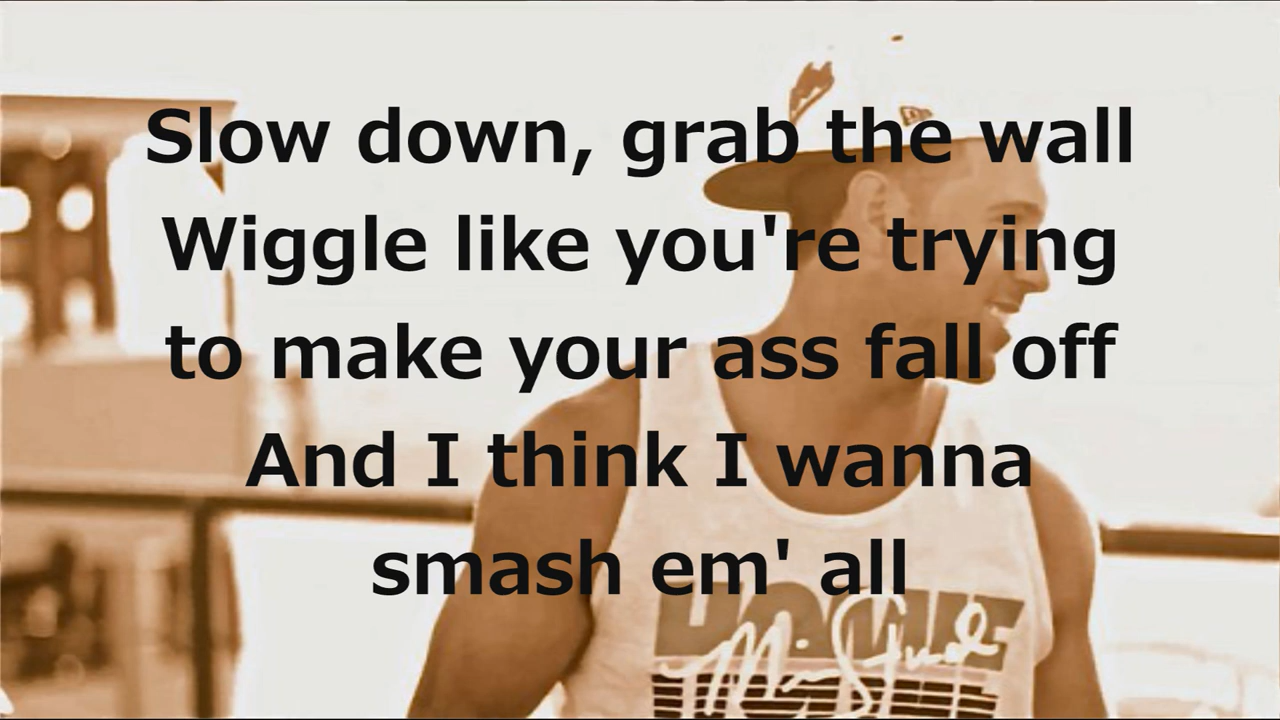 Slow down, grab the wall
Wiggle like you're trying
to make your ass fall off
And I think I wanna
smash em' all